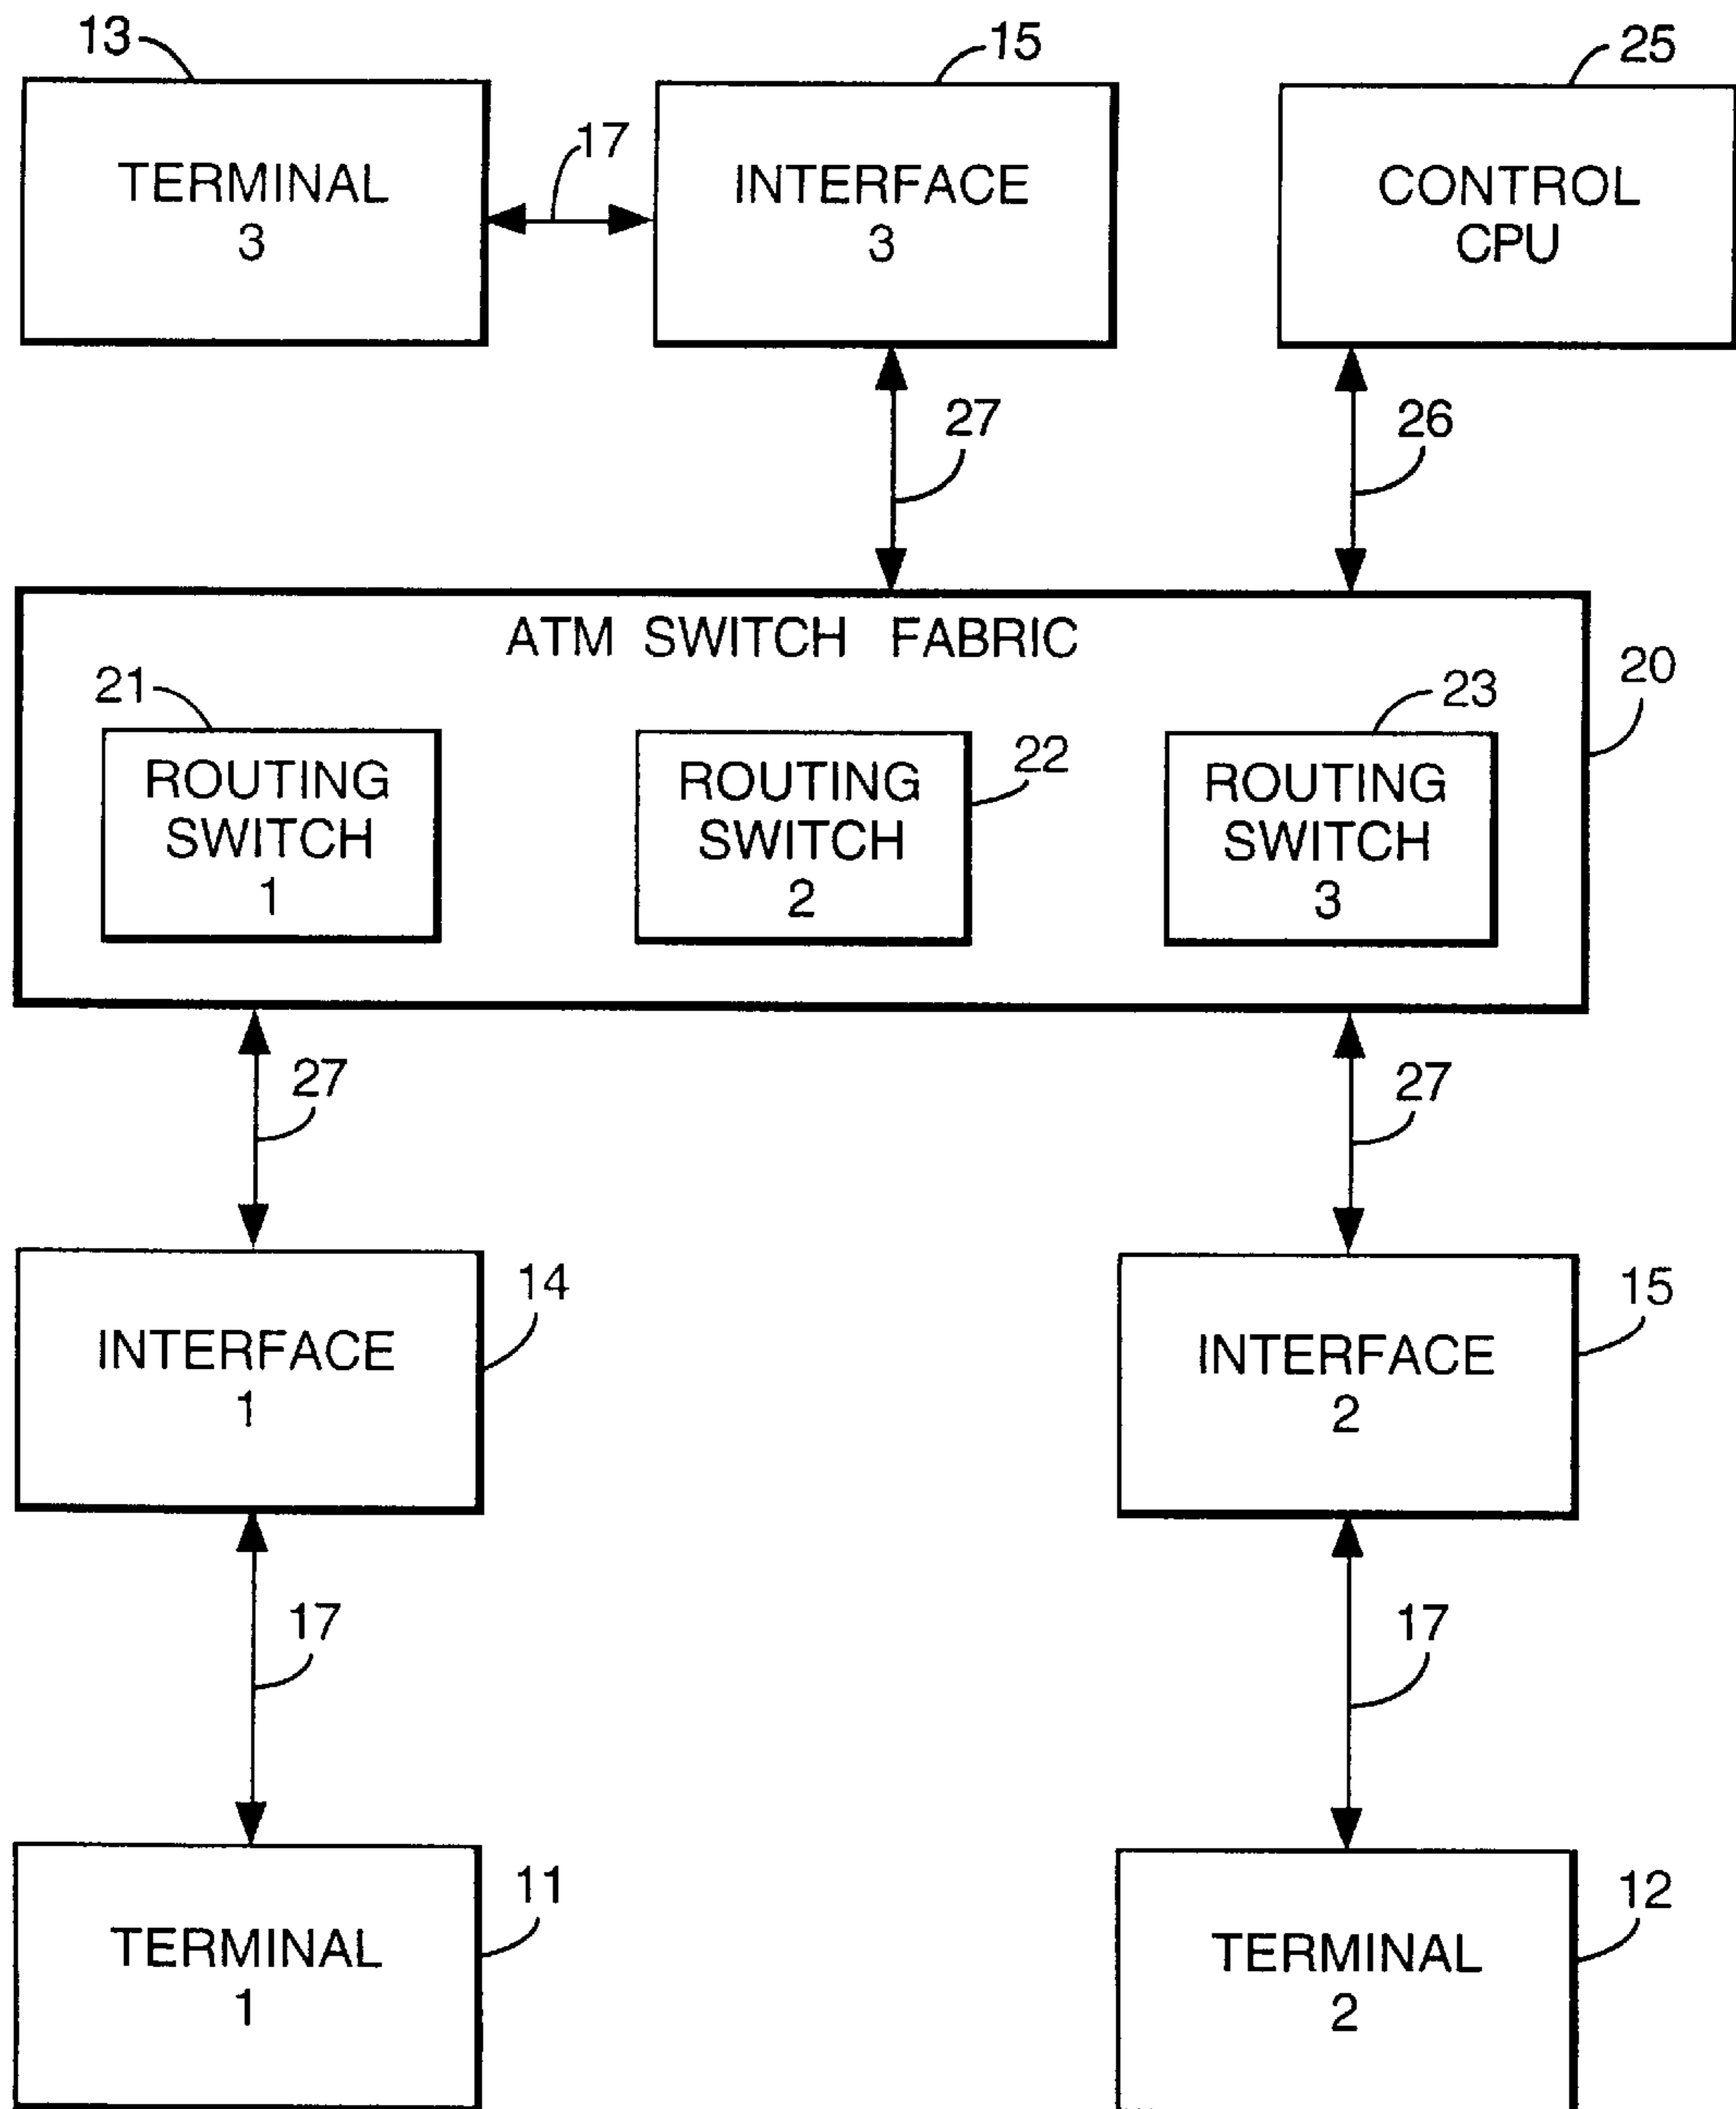 13
15
25
TERMINAL
3
17
INTERFACE
3
CONTROL
CPU
27
26
ATM SWITCH FABRIC
20
21
ROUTING
SWITCH
1
22
ROUTING
SWITCH
2
23
ROUTING
SWITCH
3
27
27
INTERFACE
1
14
INTERFACE
2
15
17
17
TERMINAL
1
11
TERMINAL
2
12